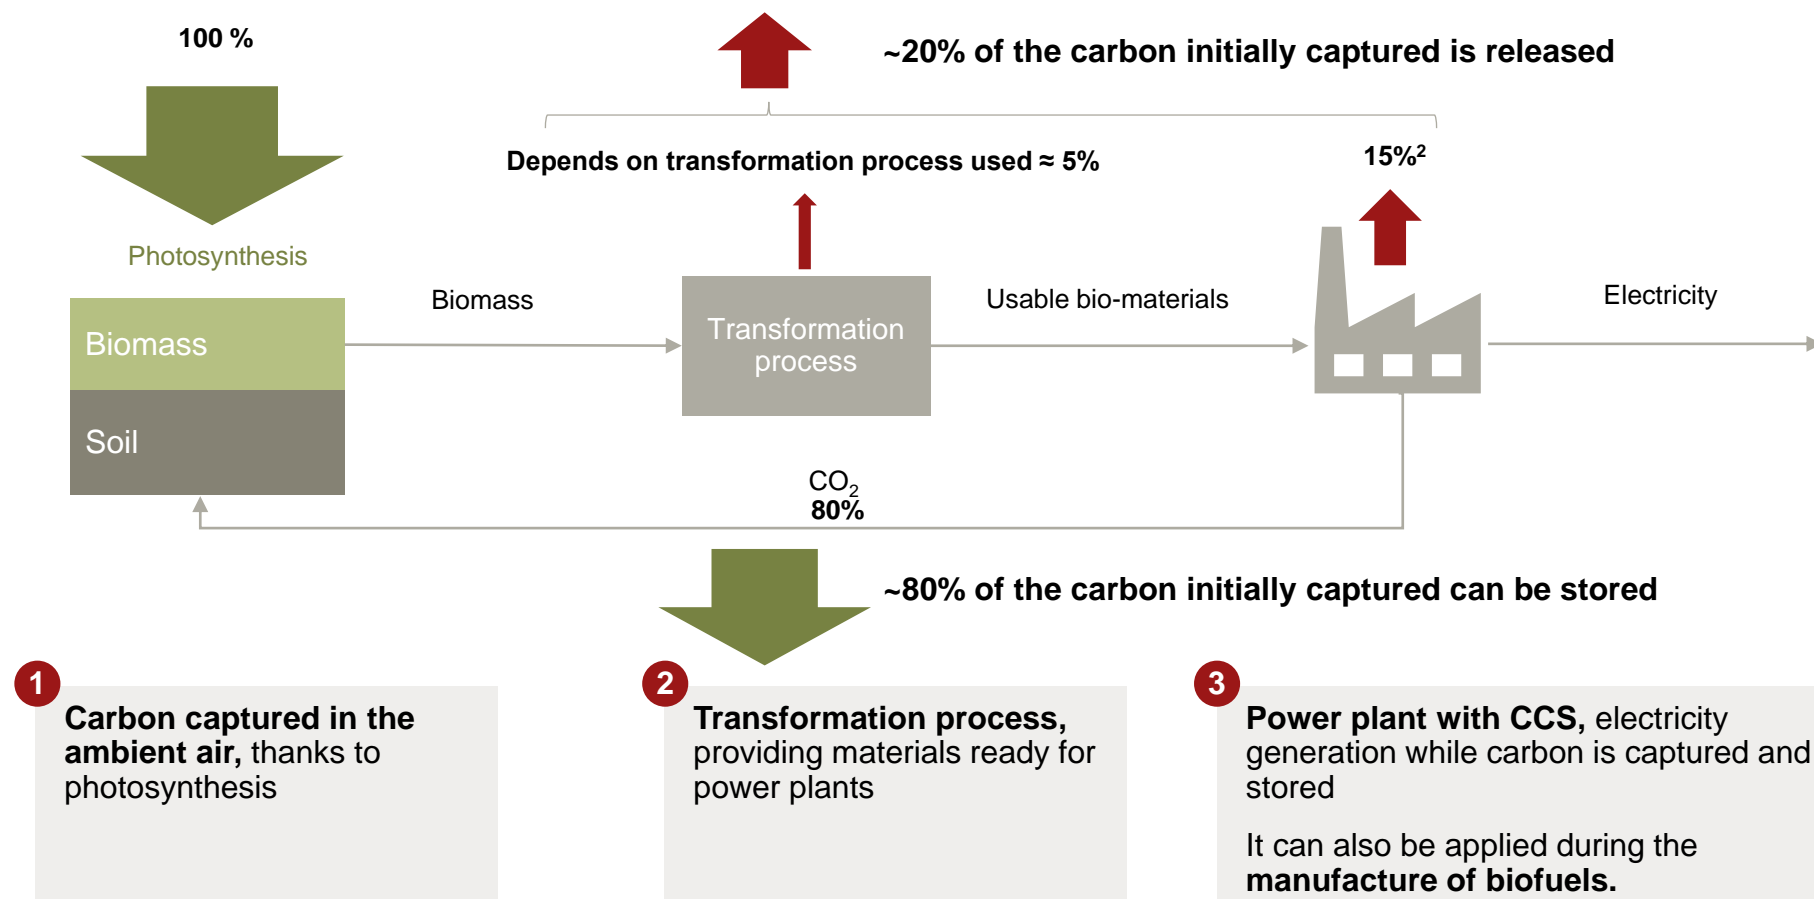 100 %
~20% of the carbon initially captured is released
Depends on transformation process used ≈ 5%
15%²
Photosynthesis
Biomass
Biomass
Transformation
process
Usable bio-materials
Electricity
Soil
CO₂
80%
~80% of the carbon initially captured can be stored
1
Carbon captured in the
ambient air, thanks to
photosynthesis
2
Transformation process,
providing materials ready for
power plants
3
Power plant with CCS, electricity
generation while carbon is captured and
stored
It can also be applied during the
manufacture of biofuels.